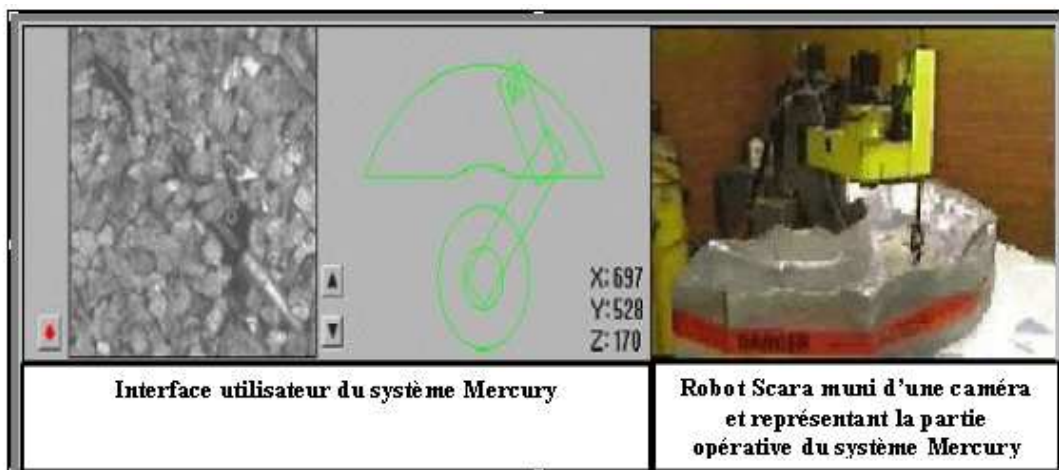 X:697
Y:528
Z:170
DANGER
Interface utilisateur du système Mercury
Robot Scara muni d'une caméra
et représentant la partie
opérative du système Mercury